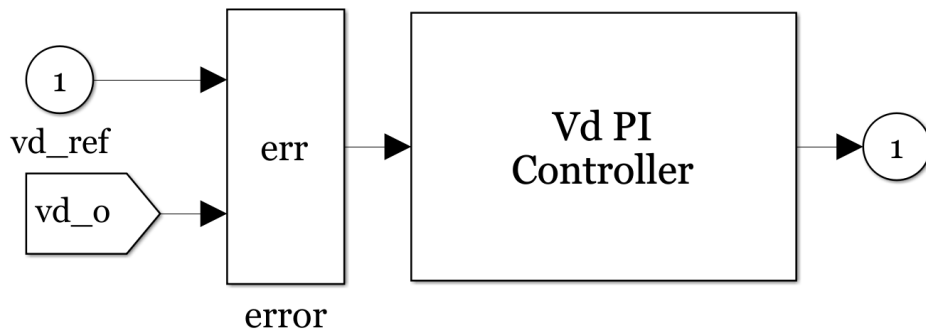 1
vd_ref
vd_o
err
error
Vd PI
Controller
1